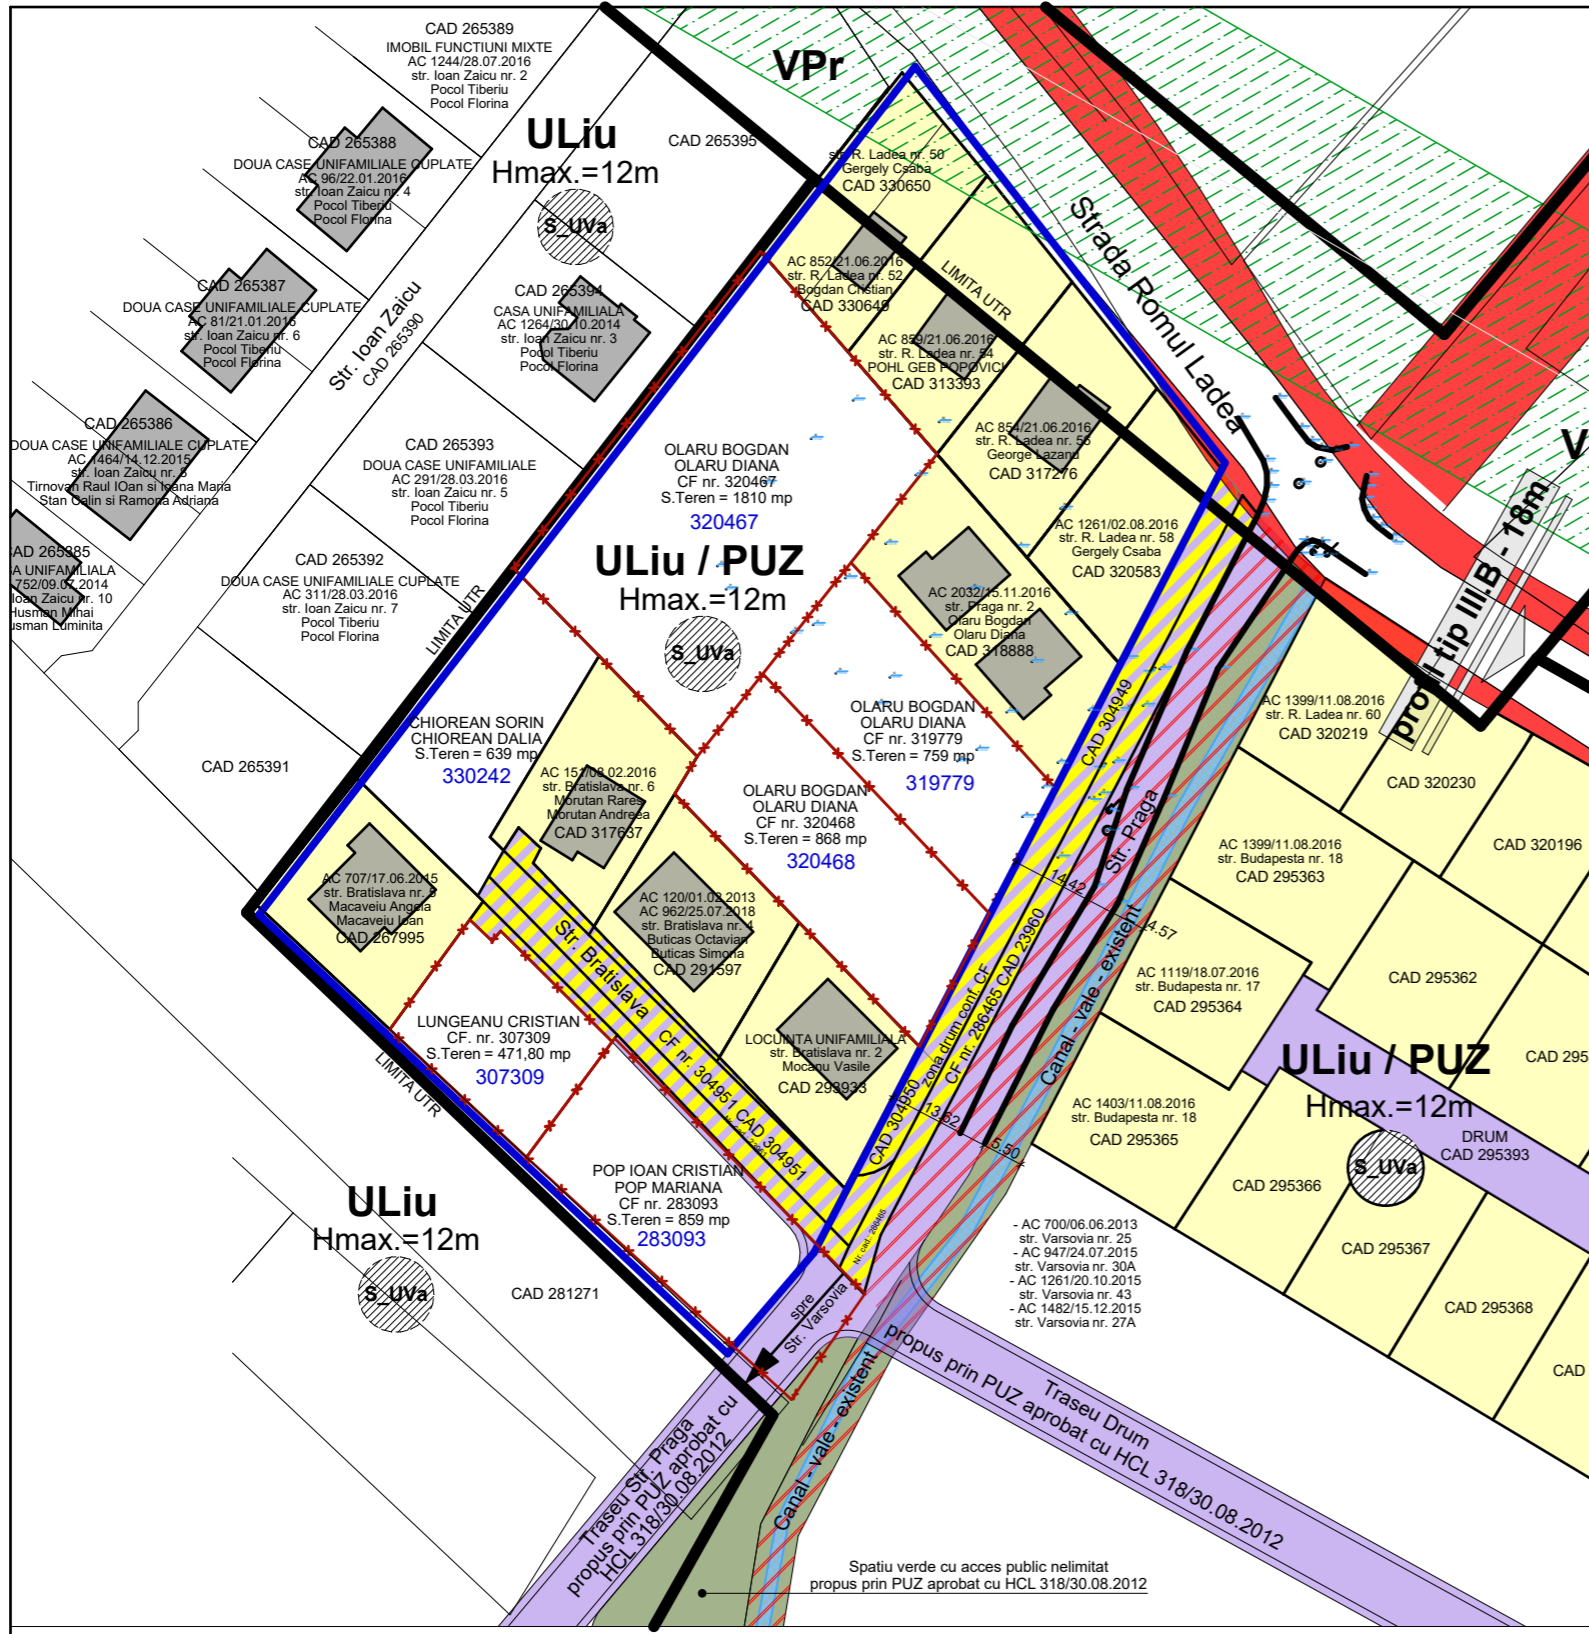 CAD 265389
IMOBIL FUNCTIUNI MIXTE
AC 1244/28.07.2016
str. Ioan Zaicu nr. 2
Pocol Tiberiu
Pocol Florina
VPr
ULiu
Hmax.=12m
S_UVa
CAD 265395
CAD 265388
DOUA CASE UNIFAMILIALE CUPLATE
AC 96/22.01.2016
str. Ioan Zaicu nr. 4
Pocol Tiberiu
Pocol Florina
str. R. Ladea nr. 50
Gergely Csaba
CAD 330650
Strada Romul Ladea
CAD 265387
DOUA CASE UNIFAMILIALE CUPLATE
AC 81/21.01.2016
str. Ioan Zaicu nr. 6
Pocol Tiberiu
Pocol Florina
Str. Ioan Zaicu
CAD 265390
CAD 265394
CASA UNIFAMILIALA
AC 1264/30.10.2014
str. Ioan Zaicu nr. 3
Pocol Tiberiu
Pocol Florina
AC 852/21.06.2016
str. R. Ladea nr. 52
Bogdan Cristian
CAD 330649
LIMITA UTR
AC 859/21.06.2016
str. R. Ladea nr. 54
POHL GEB POPOVICI
CAD 313393
CAD 265386
DOUA CASE UNIFAMILIALE CUPLATE
AC 1464/14.12.2015
str. Ioan Zaicu nr. 8
Tirnovan Raul IOan si Ioana Maria
Stan Calin si Ramona Adriana
CAD 265393
DOUA CASE UNIFAMILIALE
AC 291/28.03.2016
str. Ioan Zaicu nr. 5
Pocol Tiberiu
Pocol Florina
OLARU BOGDAN
OLARU DIANA
CF nr. 320467
S.Teren = 1810 mp
320467
AC 854/21.06.2016
str. R. Ladea nr. 56
George Lazanu
CAD 317276
V
profil tip III.B - 18m
CAD 265385
CA UNIFAMILIALA
752/09.07.2014
Ioan Zaicu nr. 10
Husman Mihai
usman Luminita
CAD 265392
DOUA CASE UNIFAMILIALE CUPLATE
AC 311/28.03.2016
str. Ioan Zaicu nr. 7
Pocol Tiberiu
Pocol Florina
LIMITA UTR
ULiu / PUZ
Hmax.=12m
S_UVa
AC 1261/02.08.2016
str. R. Ladea nr. 58
Gergely Csaba
CAD 320583
AC 2032/15.11.2016
str. Praga nr. 2
Olaru Bogdan
Olaru Diana
CAD 318888
CAD 304949
AC 1399/11.08.2016
str. R. Ladea nr. 60
CAD 320219
CAD 265391
CHIOREAN SORIN
CHIOREAN DALIA
S.Teren = 639 mp
330242
OLARU BOGDAN
OLARU DIANA
CF nr. 319779
S.Teren = 759 mp
319779
CAD 320230
AC 151/08.02.2016
str. Bratislava nr. 6
Morutan Rares
Morutan Andreea
CAD 317637
OLARU BOGDAN
OLARU DIANA
CF nr. 320468
S.Teren = 868 mp
320468
Str. Praga
AC 1399/11.08.2016
str. Budapesta nr. 18
CAD 295363
CAD 320196
AC 707/17.06.2015
Macaveiu Angela
Macaveiu Ioan
CAD 267995
AC 120/01.02.2013
AC 962/25.07.2018
str. Bratislava nr. 4
Buticas Octavian
Buticas Simona
CAD 291597
14.42
4.57
Str. Bratislava
CF nr. 304951 CAD 304951
zona drum conf. CF
CF nr. 286465 CAD 23960
Canal - vale - existent
AC 1119/18.07.2016
str. Budapesta nr. 17
CAD 295364
CAD 295362
LUNGEANU CRISTIAN
CF. nr. 307309
S.Teren = 471,80 mp
307309
LIMITA UTR
LOCUINTA UNIFAMILIALA
str. Bratislava nr. 2
Mocanu Vasile
CAD 293933
CAD 304950
13.62
5.50
ULiu / PUZ
Hmax.=12m
S_UVa
CAD 295
AC 1403/11.08.2016
str. Budapesta nr. 18
CAD 295365
DRUM
CAD 295393
ULiu
Hmax.=12m
S_UVa
POP IOAN CRISTIAN
POP MARIANA
CF nr. 283093
S.Teren = 859 mp
283093
Nr. cad.: 286465
CAD 295366
CAD 295367
CAD 281271
- AC 700/06.06.2013
str. Varsovia nr. 25
- AC 947/24.07.2015
str. Varsovia nr. 30A
- AC 1261/20.10.2015
str. Varsovia nr. 43
- AC 1482/15.12.2015
str. Varsovia nr. 27A
CAD 295368
spre
Str. Varsovia
CAD
Traseu Str. Praga
propus prin PUZ aprobat cu
HCL 318/30.08.2012
Canal - vale - existent
Traseu Drum
propus prin PUZ aprobat cu HCL 318/30.08.2012
Spatiu verde cu acces public nelimitat
propus prin PUZ aprobat cu HCL 318/30.08.2012